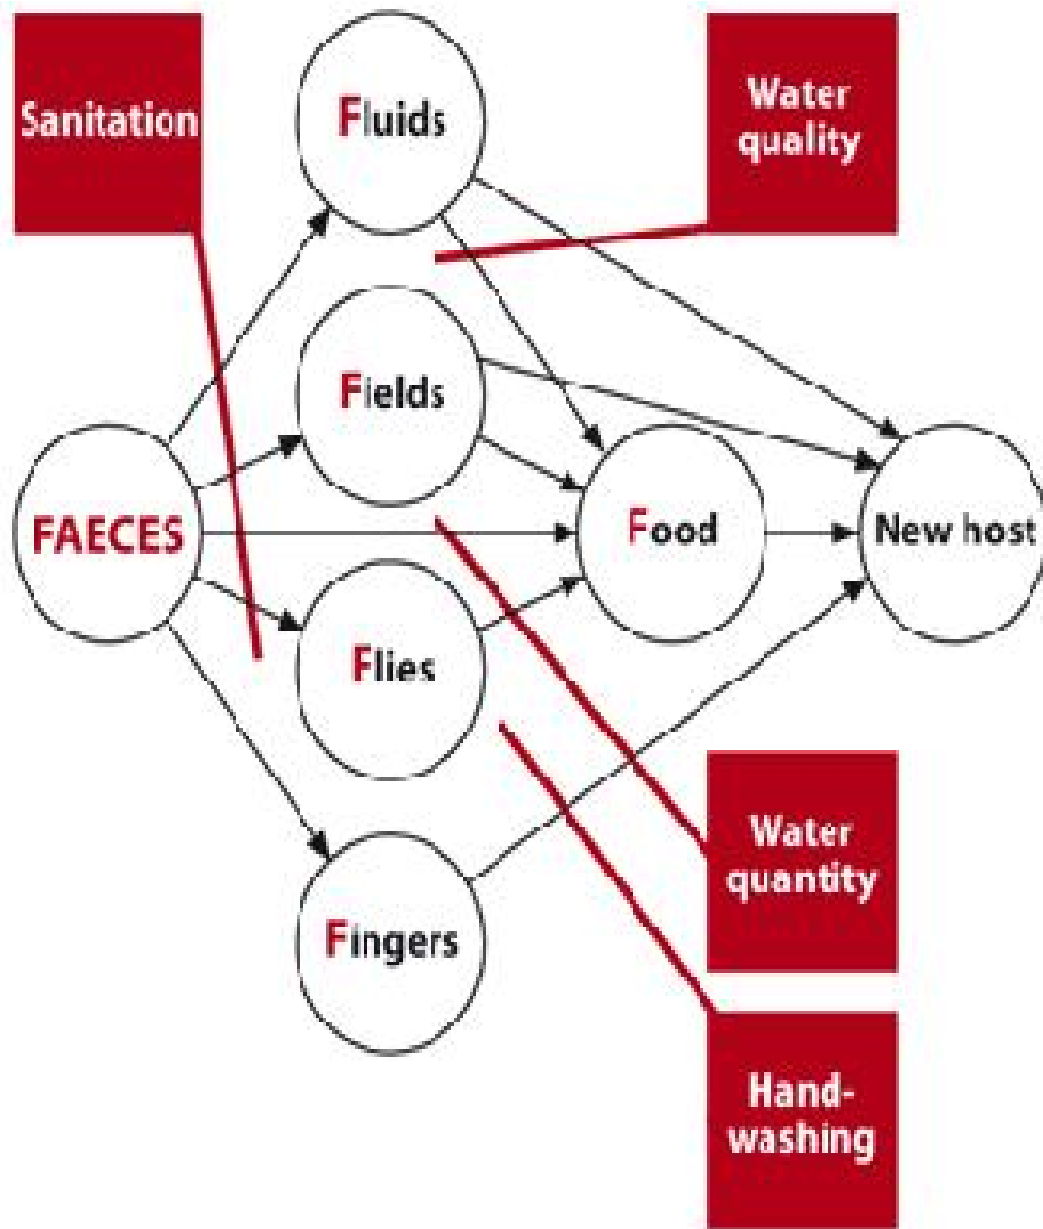 Sanitation
Fluids
Water
quality
Fields
FAECES
Food
New host
Flies
Water
quantity
Fingers
Hand-
washing